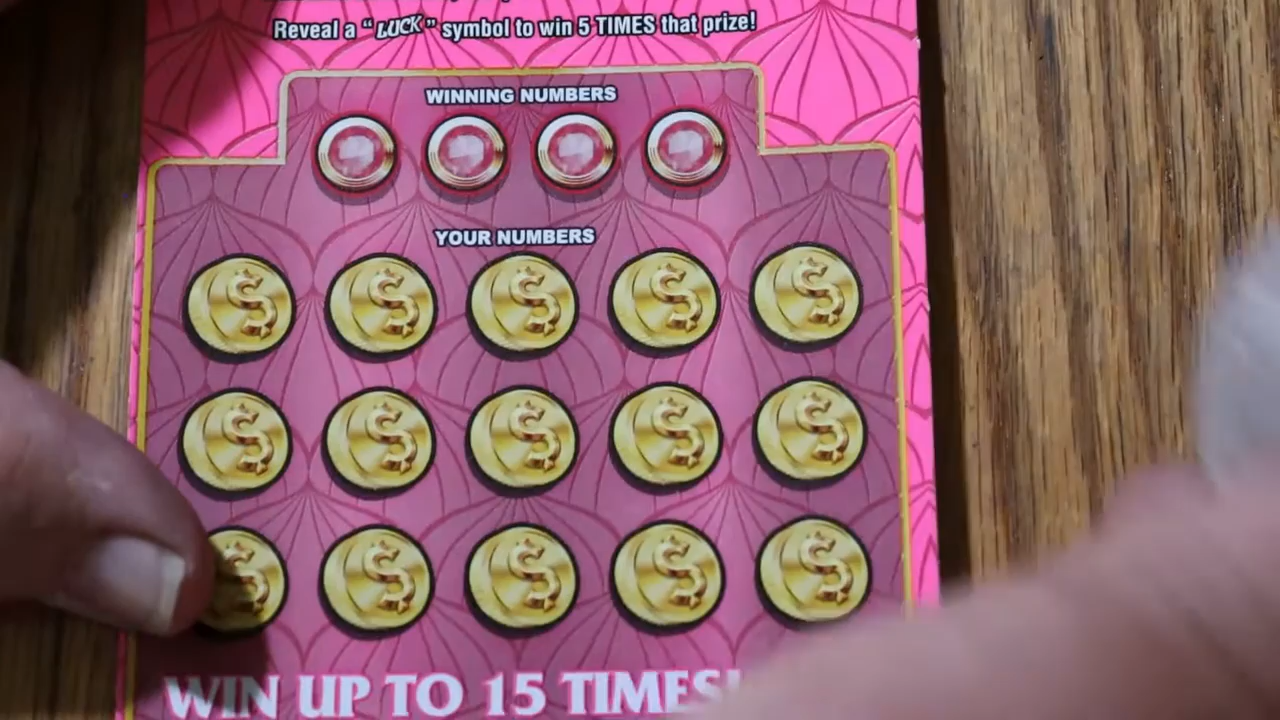 Reveal a "LUCK" symbol to win 5 TIMES that prize!
WINNING NUMBERS
YOUR NUMBERS
WIN UP TO 15 TIMES!